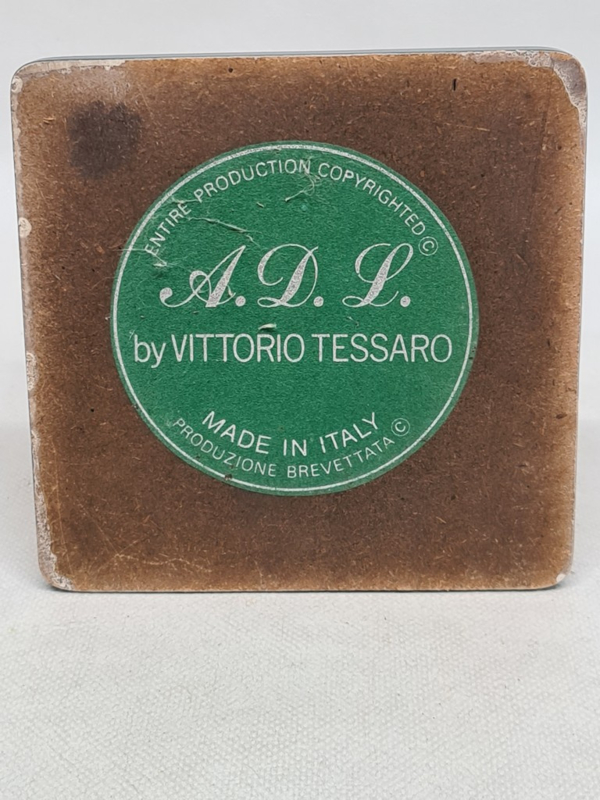 ENTIRE PRODUCTION COPYRIGHTED ©
A. D. L.
by VITTORIO TESSARO
MADE IN ITALY
PRODUZIONE BREVETTATA ©